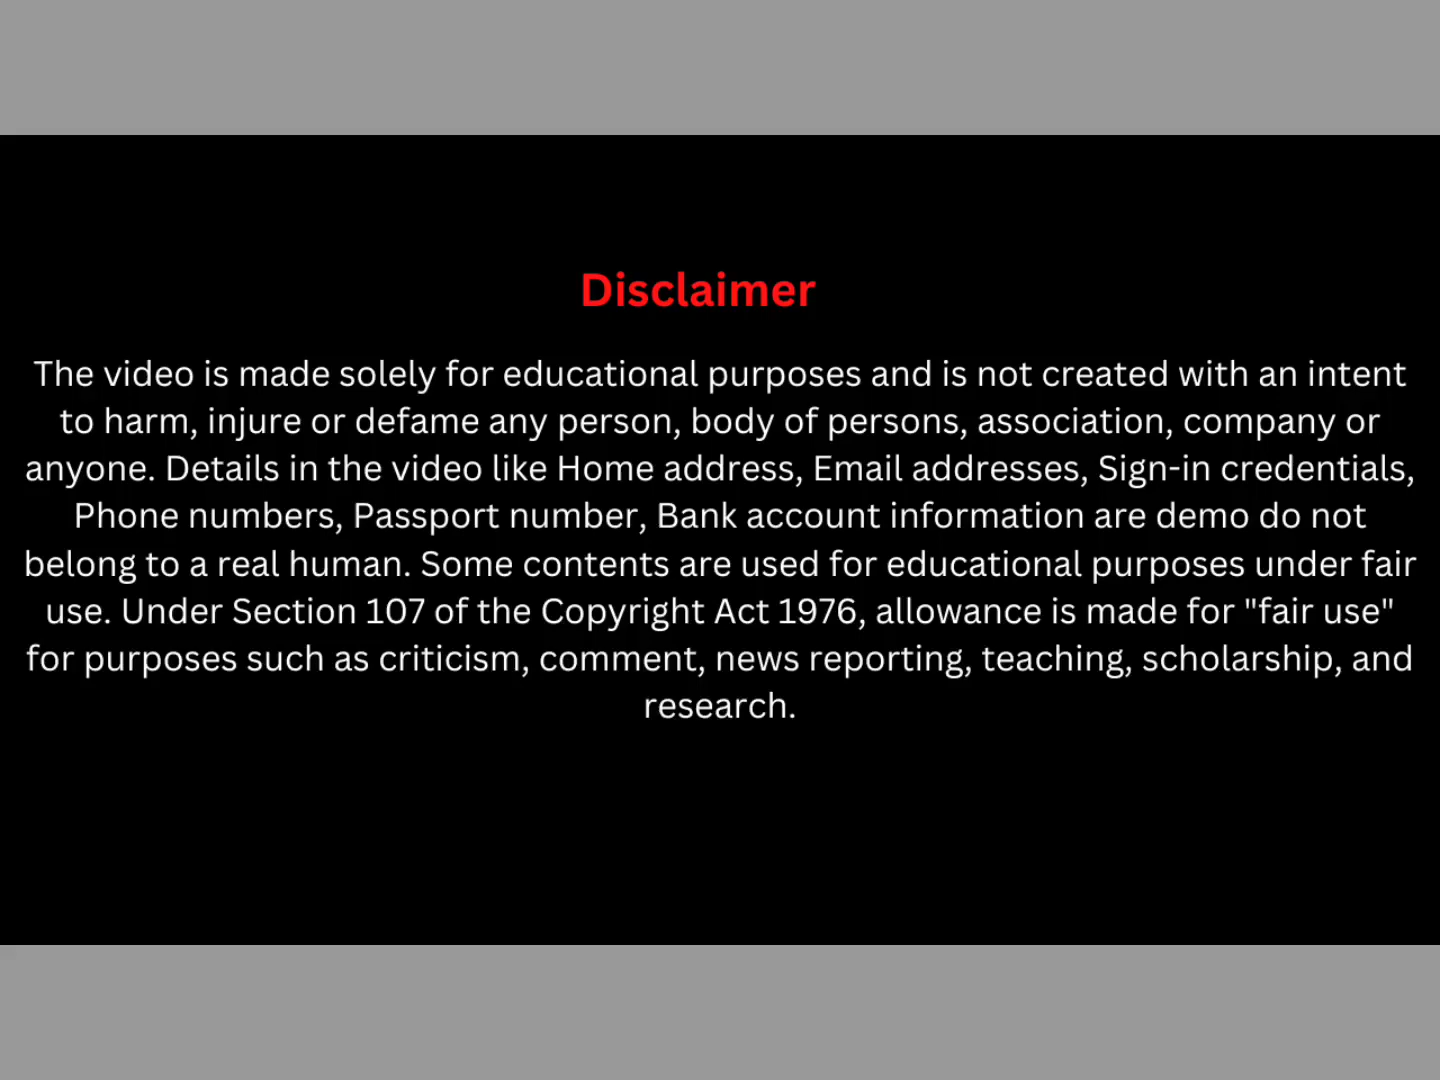 Disclaimer
The video is made solely for educational purposes and is not created with an intent
to harm, injure or defame any person, body of persons, association, company or
anyone. Details in the video like Home address, Email addresses, Sign-in credentials,
Phone numbers, Passport number, Bank account information are demo do not
belong to a real human. Some contents are used for educational purposes under fair
use. Under Section 107 of the Copyright Act 1976, allowance is made for "fair use"
for purposes such as criticism, comment, news reporting, teaching, scholarship, and
research.